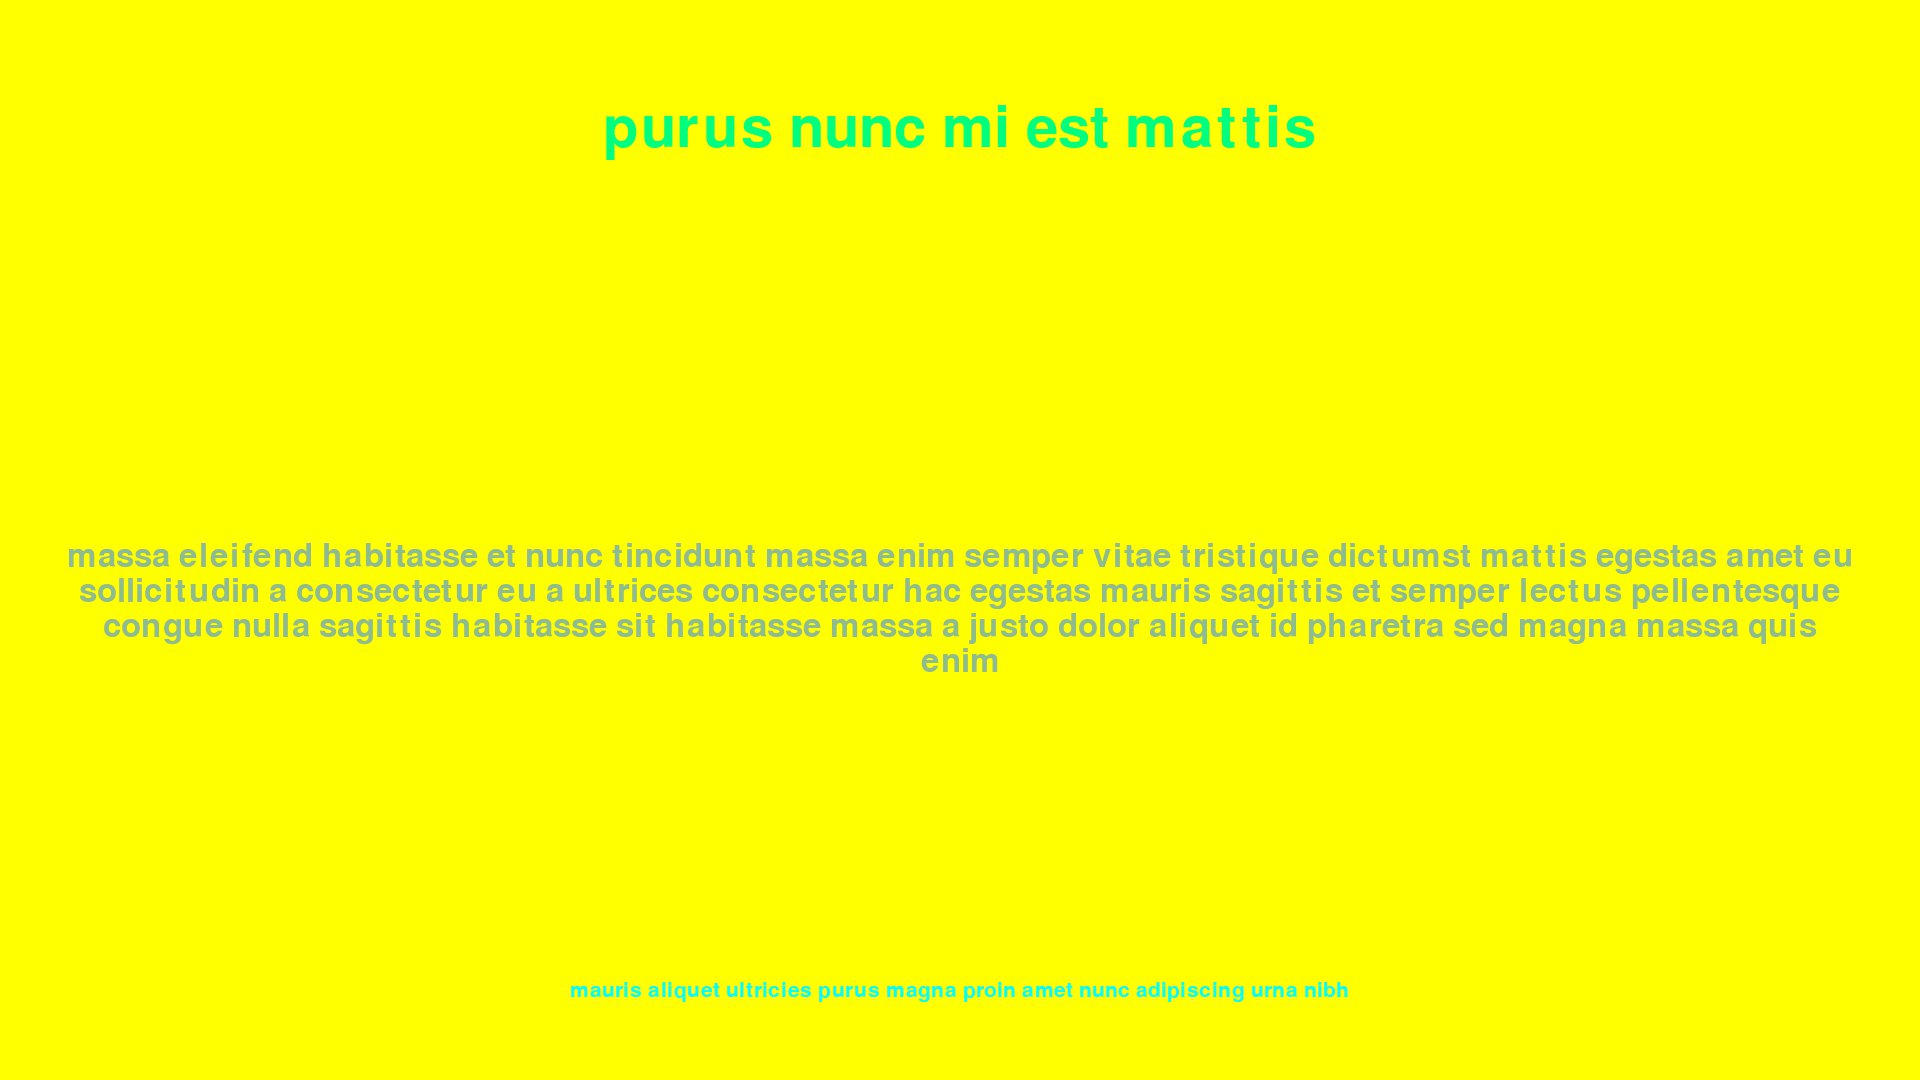 purus nunc mi est mattis
massa eleifend habitasse et nunc tincidunt massa enim semper vitae tristique dictumst mattis egestas amet eu
sollicitudin a consectetur eu a ultrices consectetur hac egestas mauris sagittis et semper lectus pellentesque
congue nulla sagittis habitasse sit habitasse massa a justo dolor aliquet id pharetra sed magna massa quis
enim
mauris aliquet ultricies purus magna proin amet nunc adipiscing urna nibh